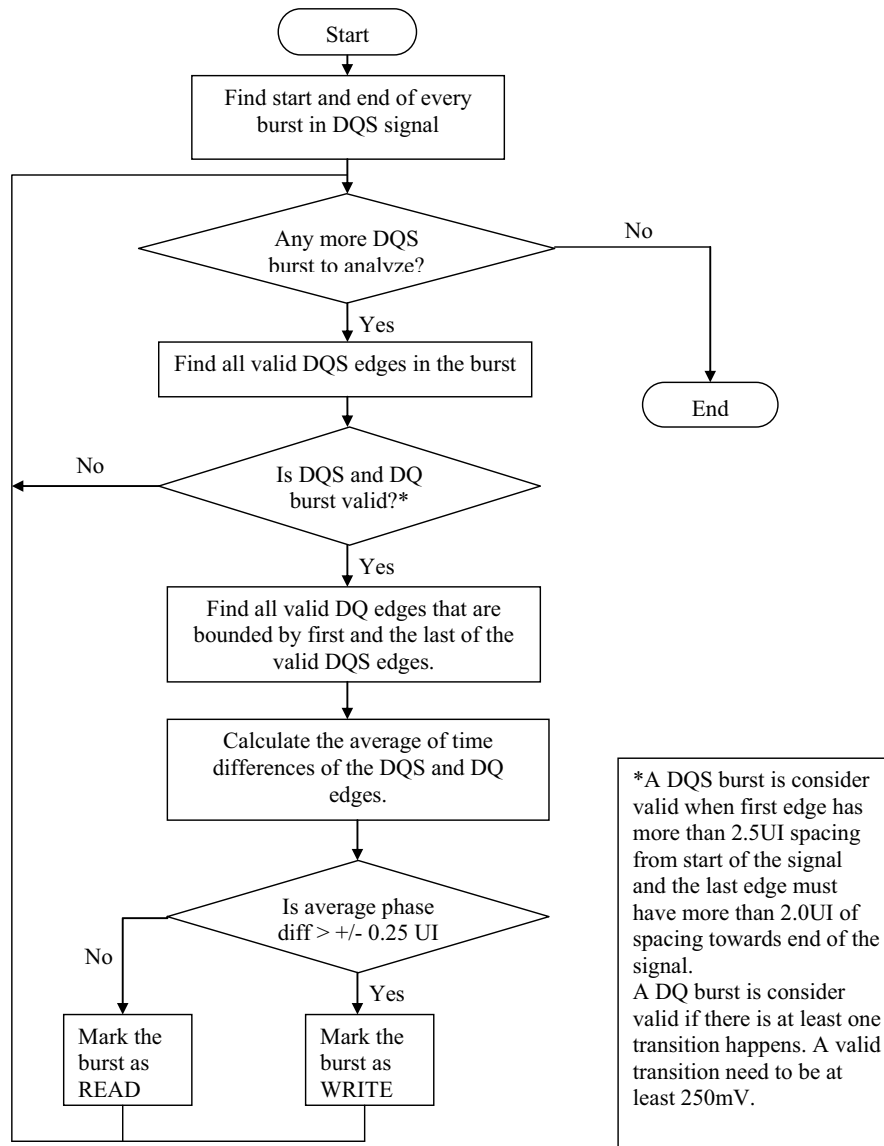 Start
Find start and end of every
burst in DQS signal
Any more DQS
burst to analyze?
No
Yes
Find all valid DQS edges in the burst
End
No
Is DQS and DQ
burst valid?*
Yes
Find all valid DQ edges that are
bounded by first and the last of the
valid DQS edges.
Calculate the average of time
differences of the DQS and DQ
edges.
Is average phase
diff > +/- 0.25 UI
No
Yes
Mark the
burst as
READ
Mark the
burst as
WRITE
*A DQS burst is consider
valid when first edge has
more than 2.5UI spacing
from start of the signal
and the last edge must
have more than 2.0UI of
spacing towards end of the
signal.
A DQ burst is consider
valid if there is at least one
transition happens. A valid
transition need to be at
least 250mV.